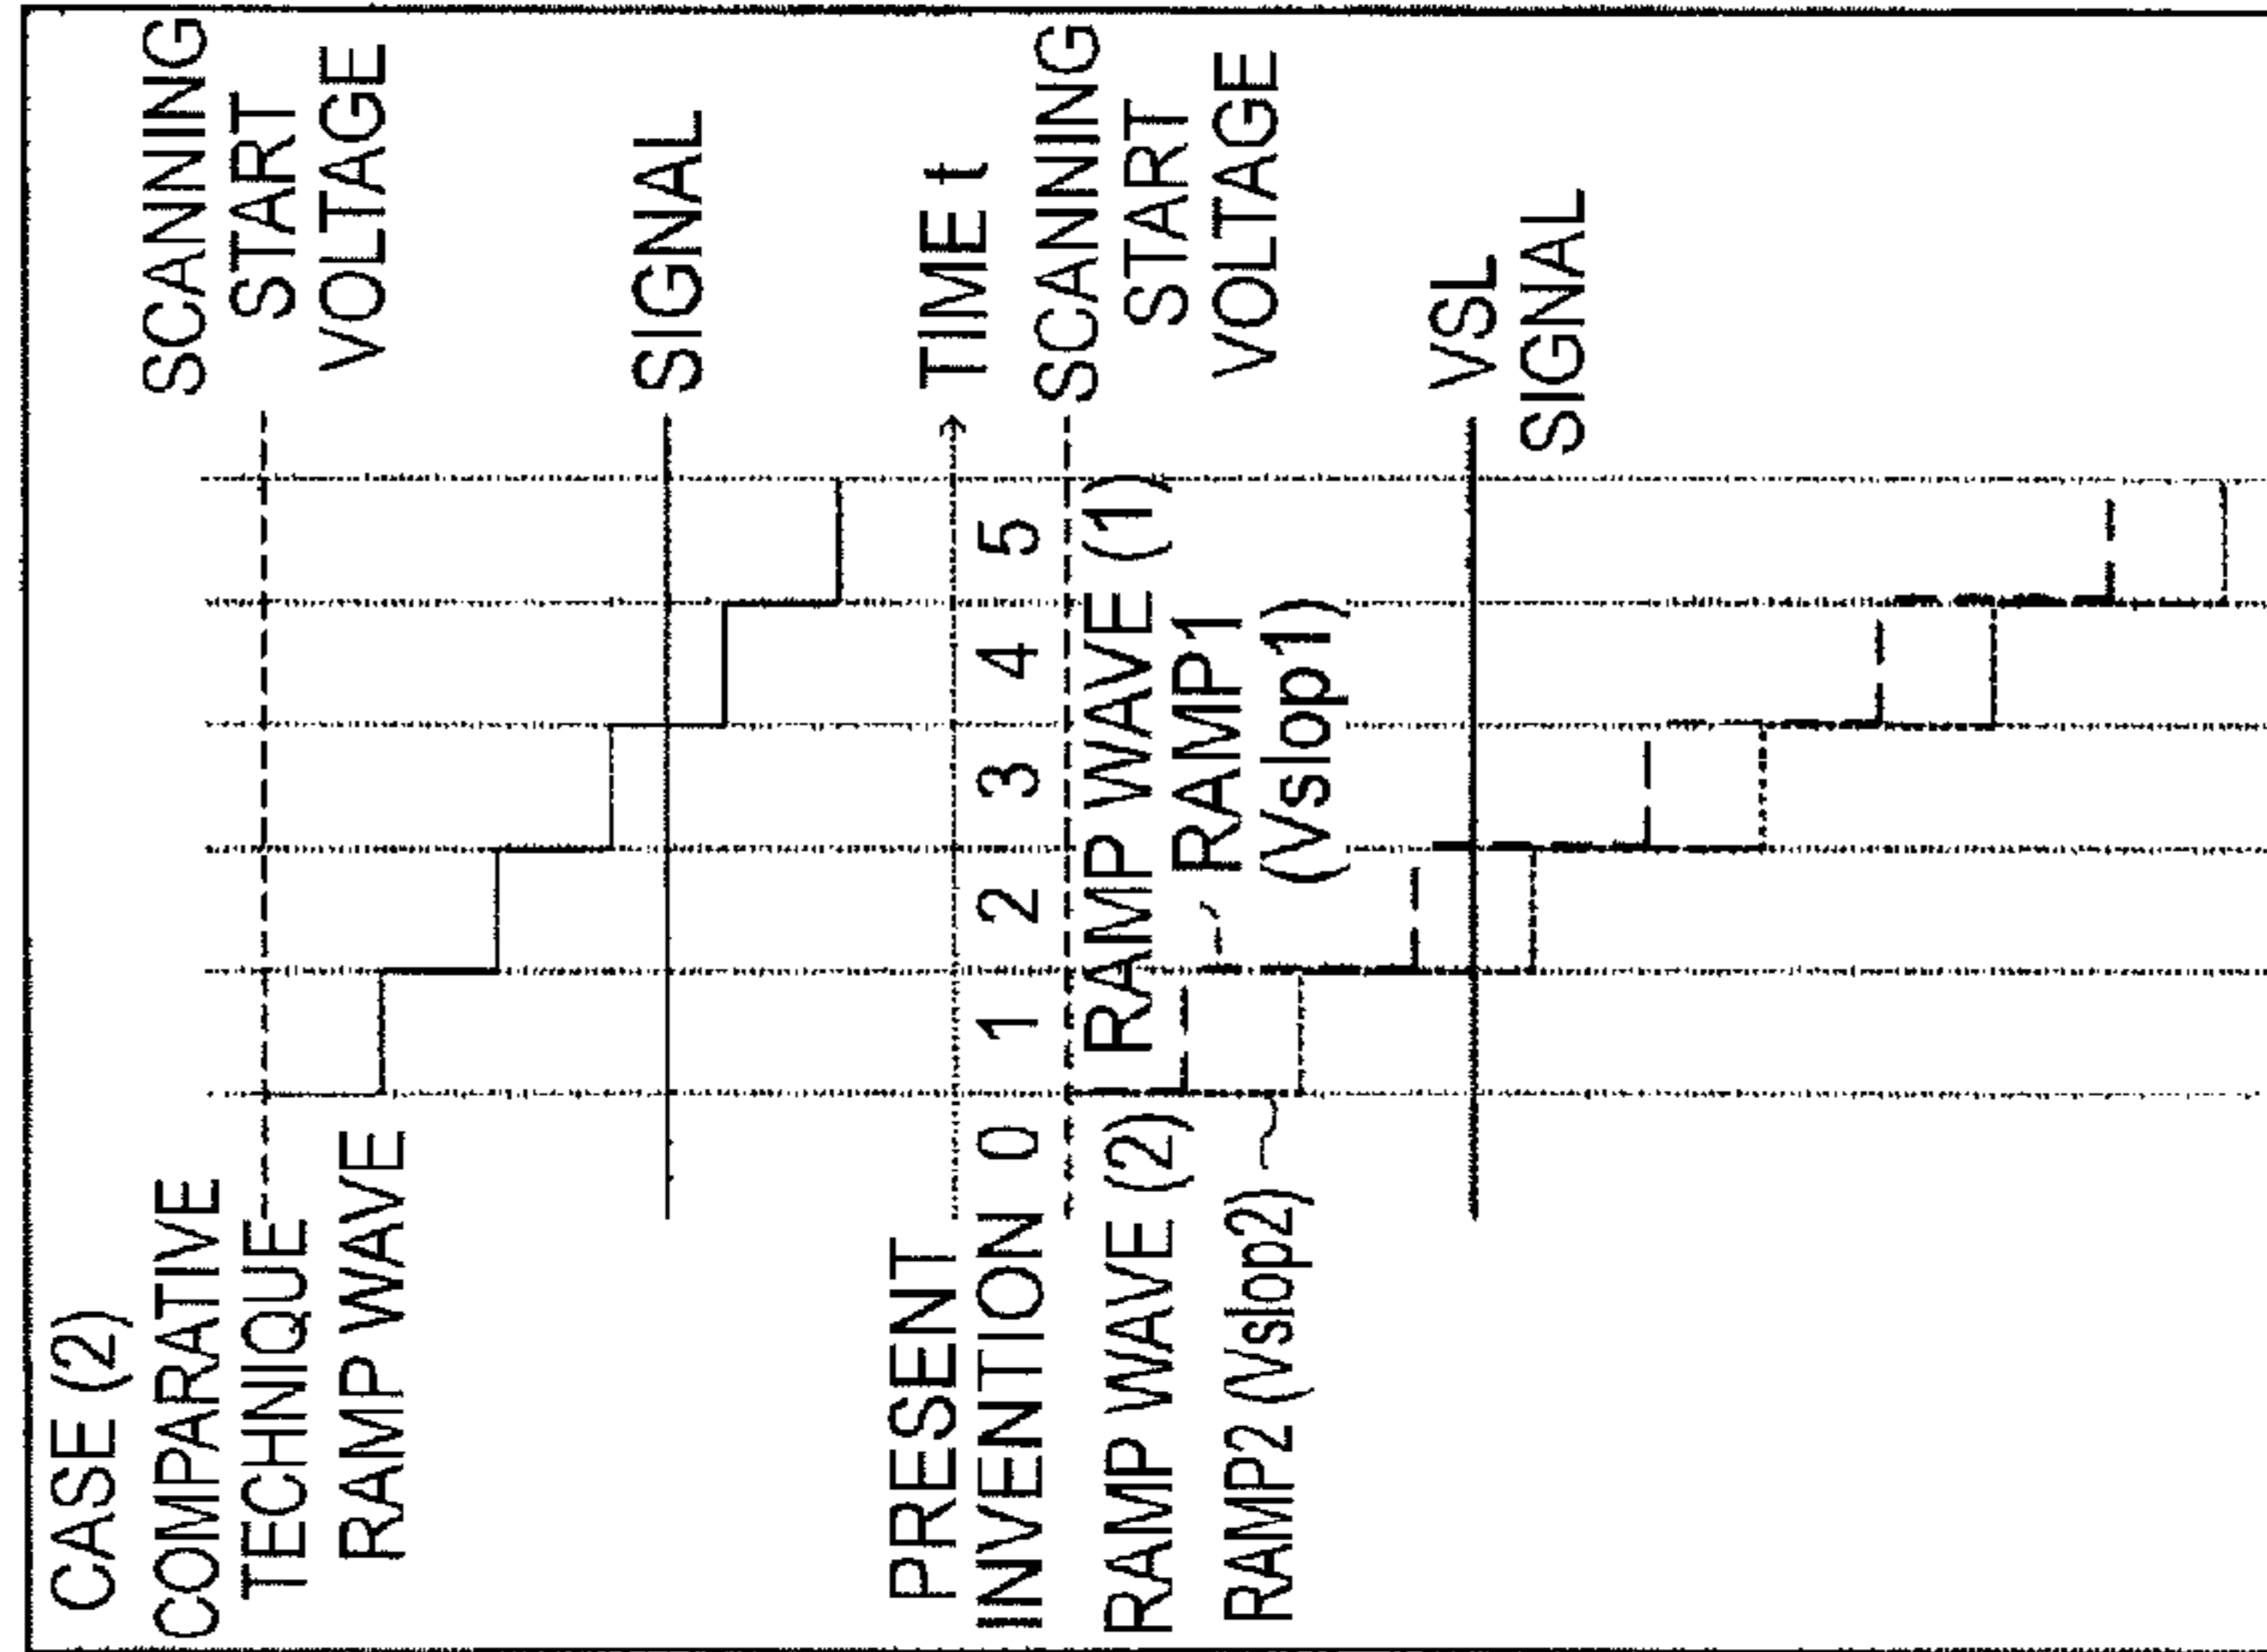 CASE (2)
COMPARATIVE
TECHNIQUE
RAMP WAVE
SCANNING
START
VOLTAGE
SIGNAL
TIME t
PRESENT
INVENTION
0 1 2 3 4 5
SCANNING
START
VOLTAGE
RAMP WAVE (1)
RAMP1
(Vslop1)
RAMP WAVE (2)
RAMP2 (Vslop2)
VSL
SIGNAL